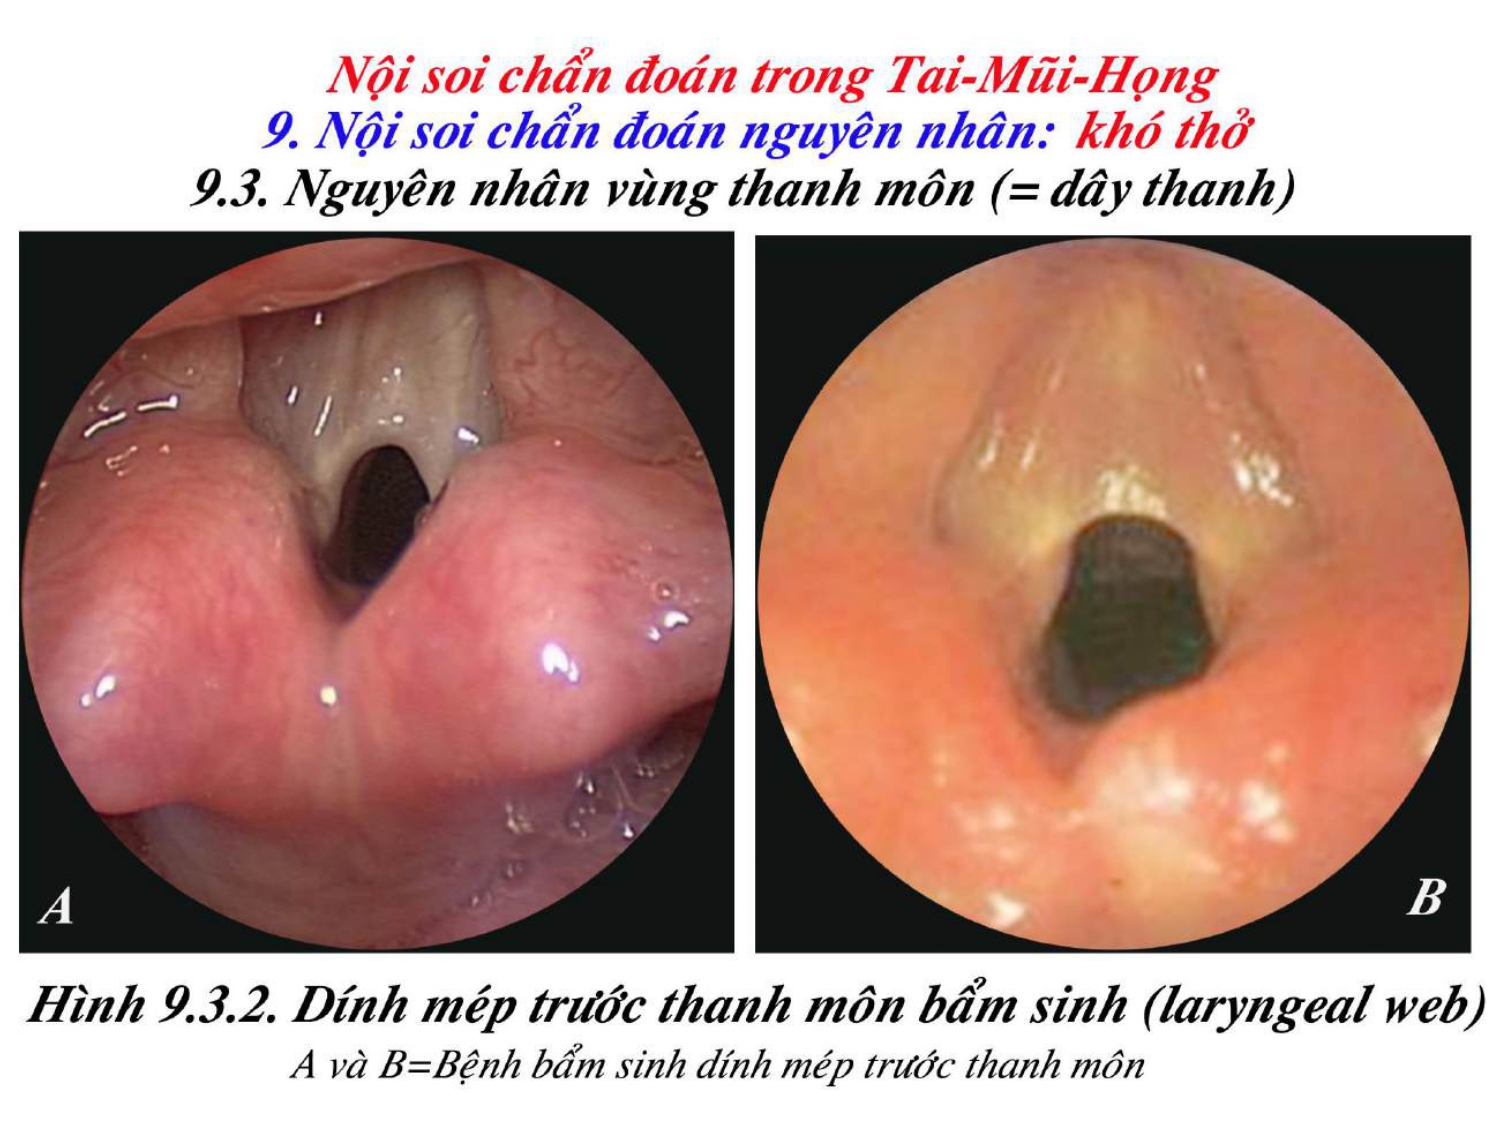 Nội soi chẩn đoán trong Tai-Mũi-Họng
9. Nội soi chẩn đoán nguyên nhân: khó thở
9.3. Nguyên nhân vùng thanh môn (= dây thanh)
A
B
Hình 9.3.2. Dính mép trước thanh môn bẩm sinh (laryngeal web)
A và B=Bệnh bẩm sinh dính mép trước thanh môn